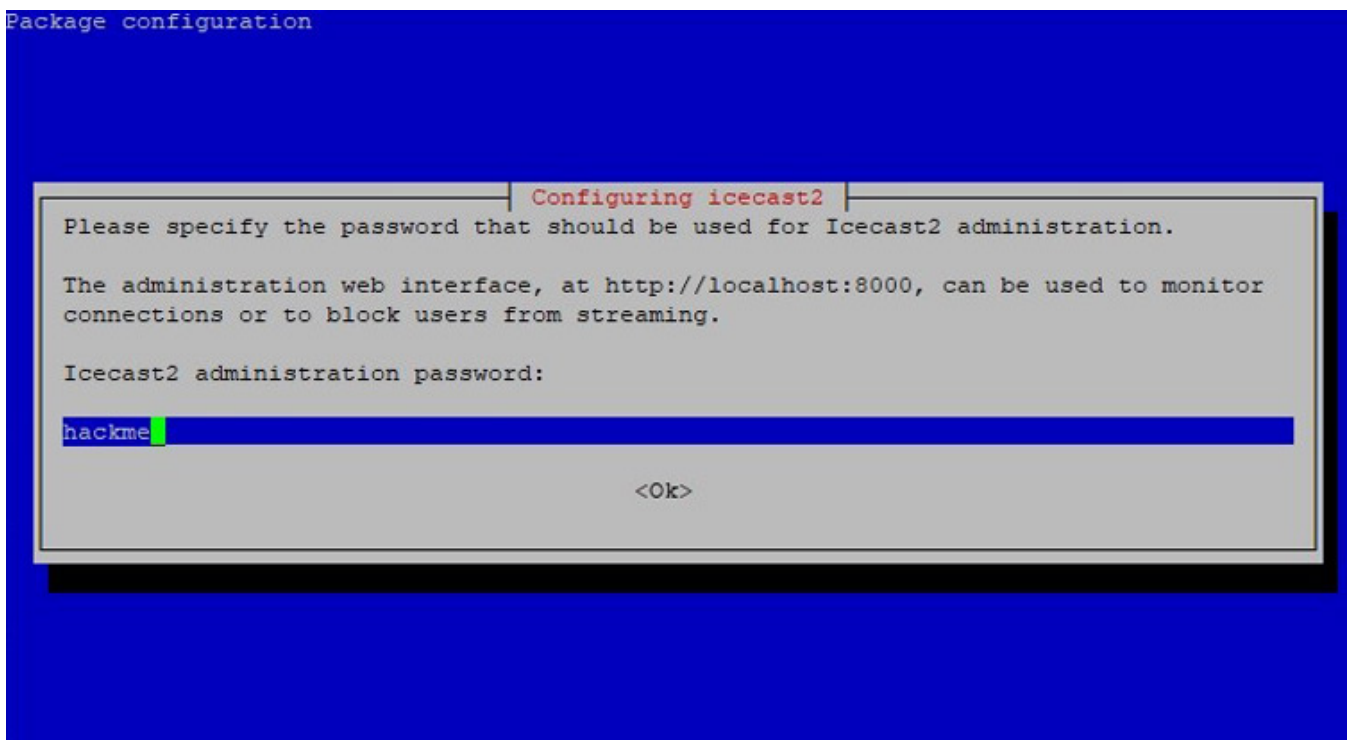 Package configuration
Configuring icecast2
Please specify the password that should be used for Icecast2 administration.
The administration web interface, at http://localhost:8000, can be used to monitor
connections or to block users from streaming.
Icecast2 administration password:
hackme
<Ok>